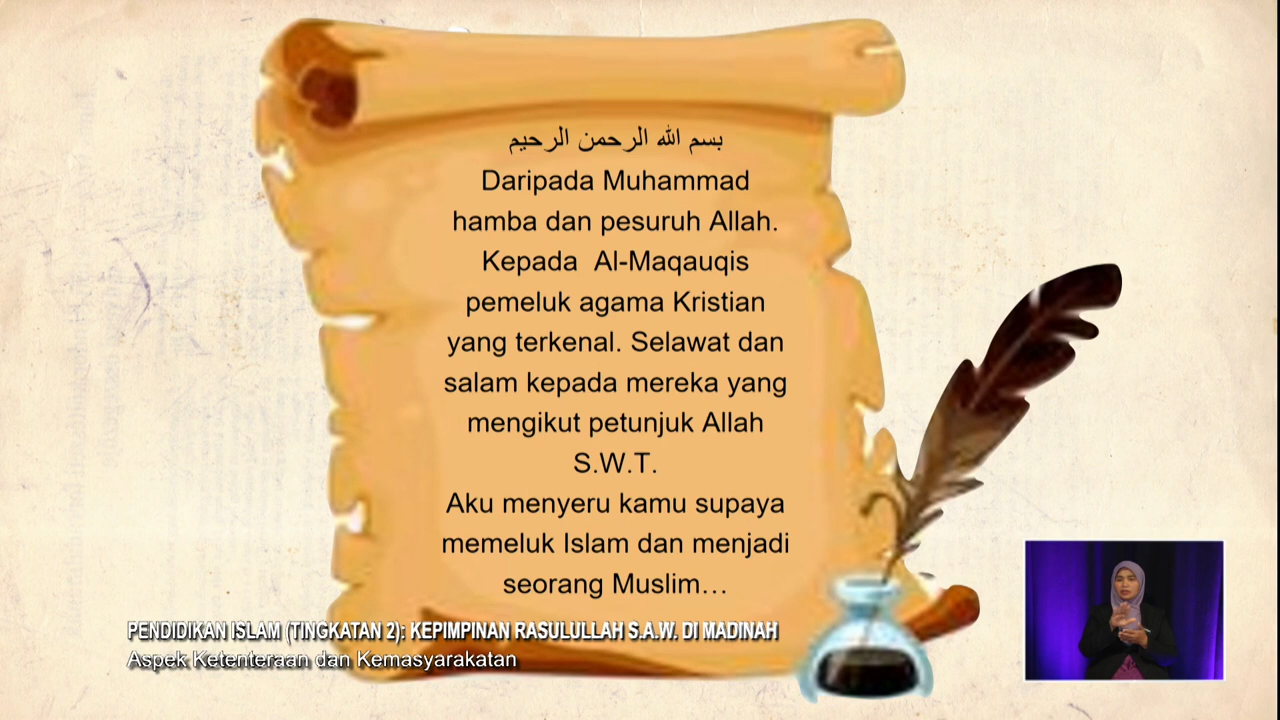 بسم الله الرحمن الرحيم
Daripada Muhammad
hamba dan pesuruh Allah.
Kepada  Al-Maqauqis
pemeluk agama Kristian
yang terkenal. Selawat dan
salam kepada mereka yang
mengikut petunjuk Allah
S.W.T.
Aku menyeru kamu supaya
memeluk Islam dan menjadi
seorang Muslim…
PENDIDIKAN ISLAM (TINGKATAN 2): KEPIMPINAN RASULULLAH S.A.W. DI MADINAH
Aspek Ketenteraan dan Kemasyarakatan